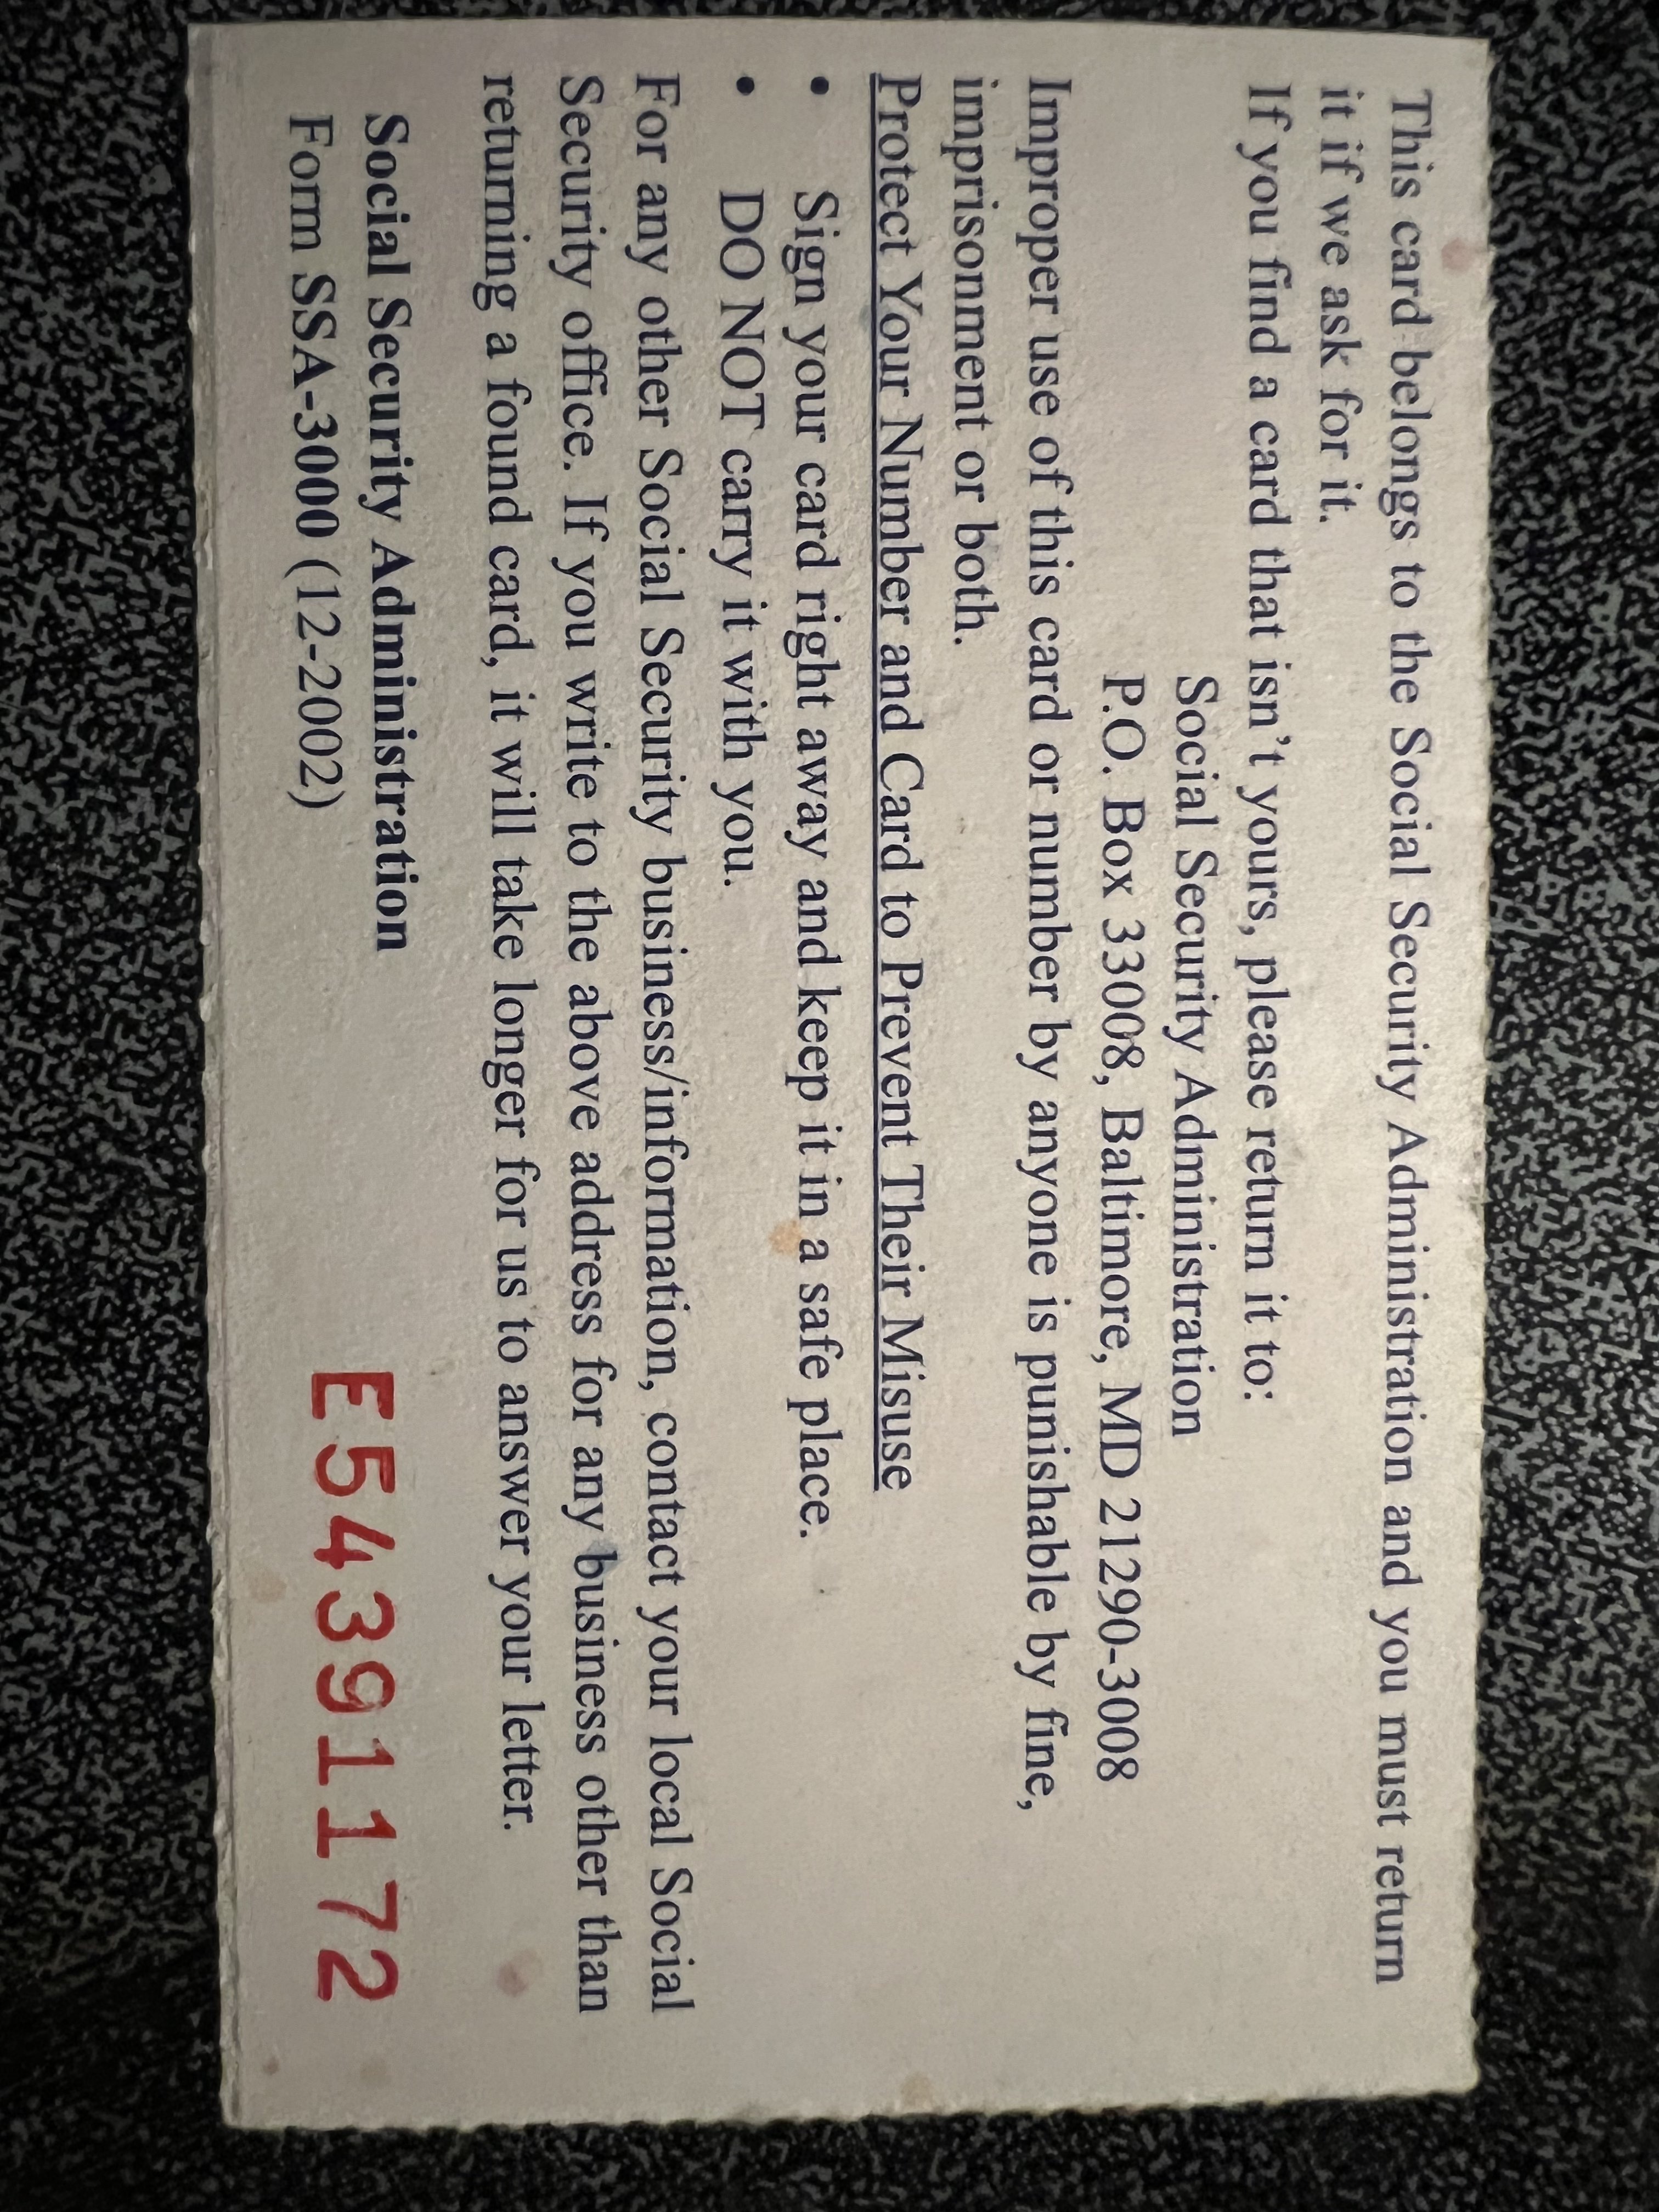 This card belongs to the Social Security Administration and you must return
it if we ask for it.
If you find a card that isn't yours, please return it to:
Social Security Administration
P.O. Box 33008, Baltimore, MD 21290-3008
Improper use of this card or number by anyone is punishable by fine,
imprisonment or both.
Protect Your Number and Card to Prevent Their Misuse
• Sign your card right away and keep it in a safe place.
• DO NOT carry it with you.
For any other Social Security business/information, contact your local Social
Security office. If you write to the above address for any business other than
returning a found card, it will take longer for us to answer your letter.
Social Security Administration
Form SSA-3000 (12-2002)
E54391172